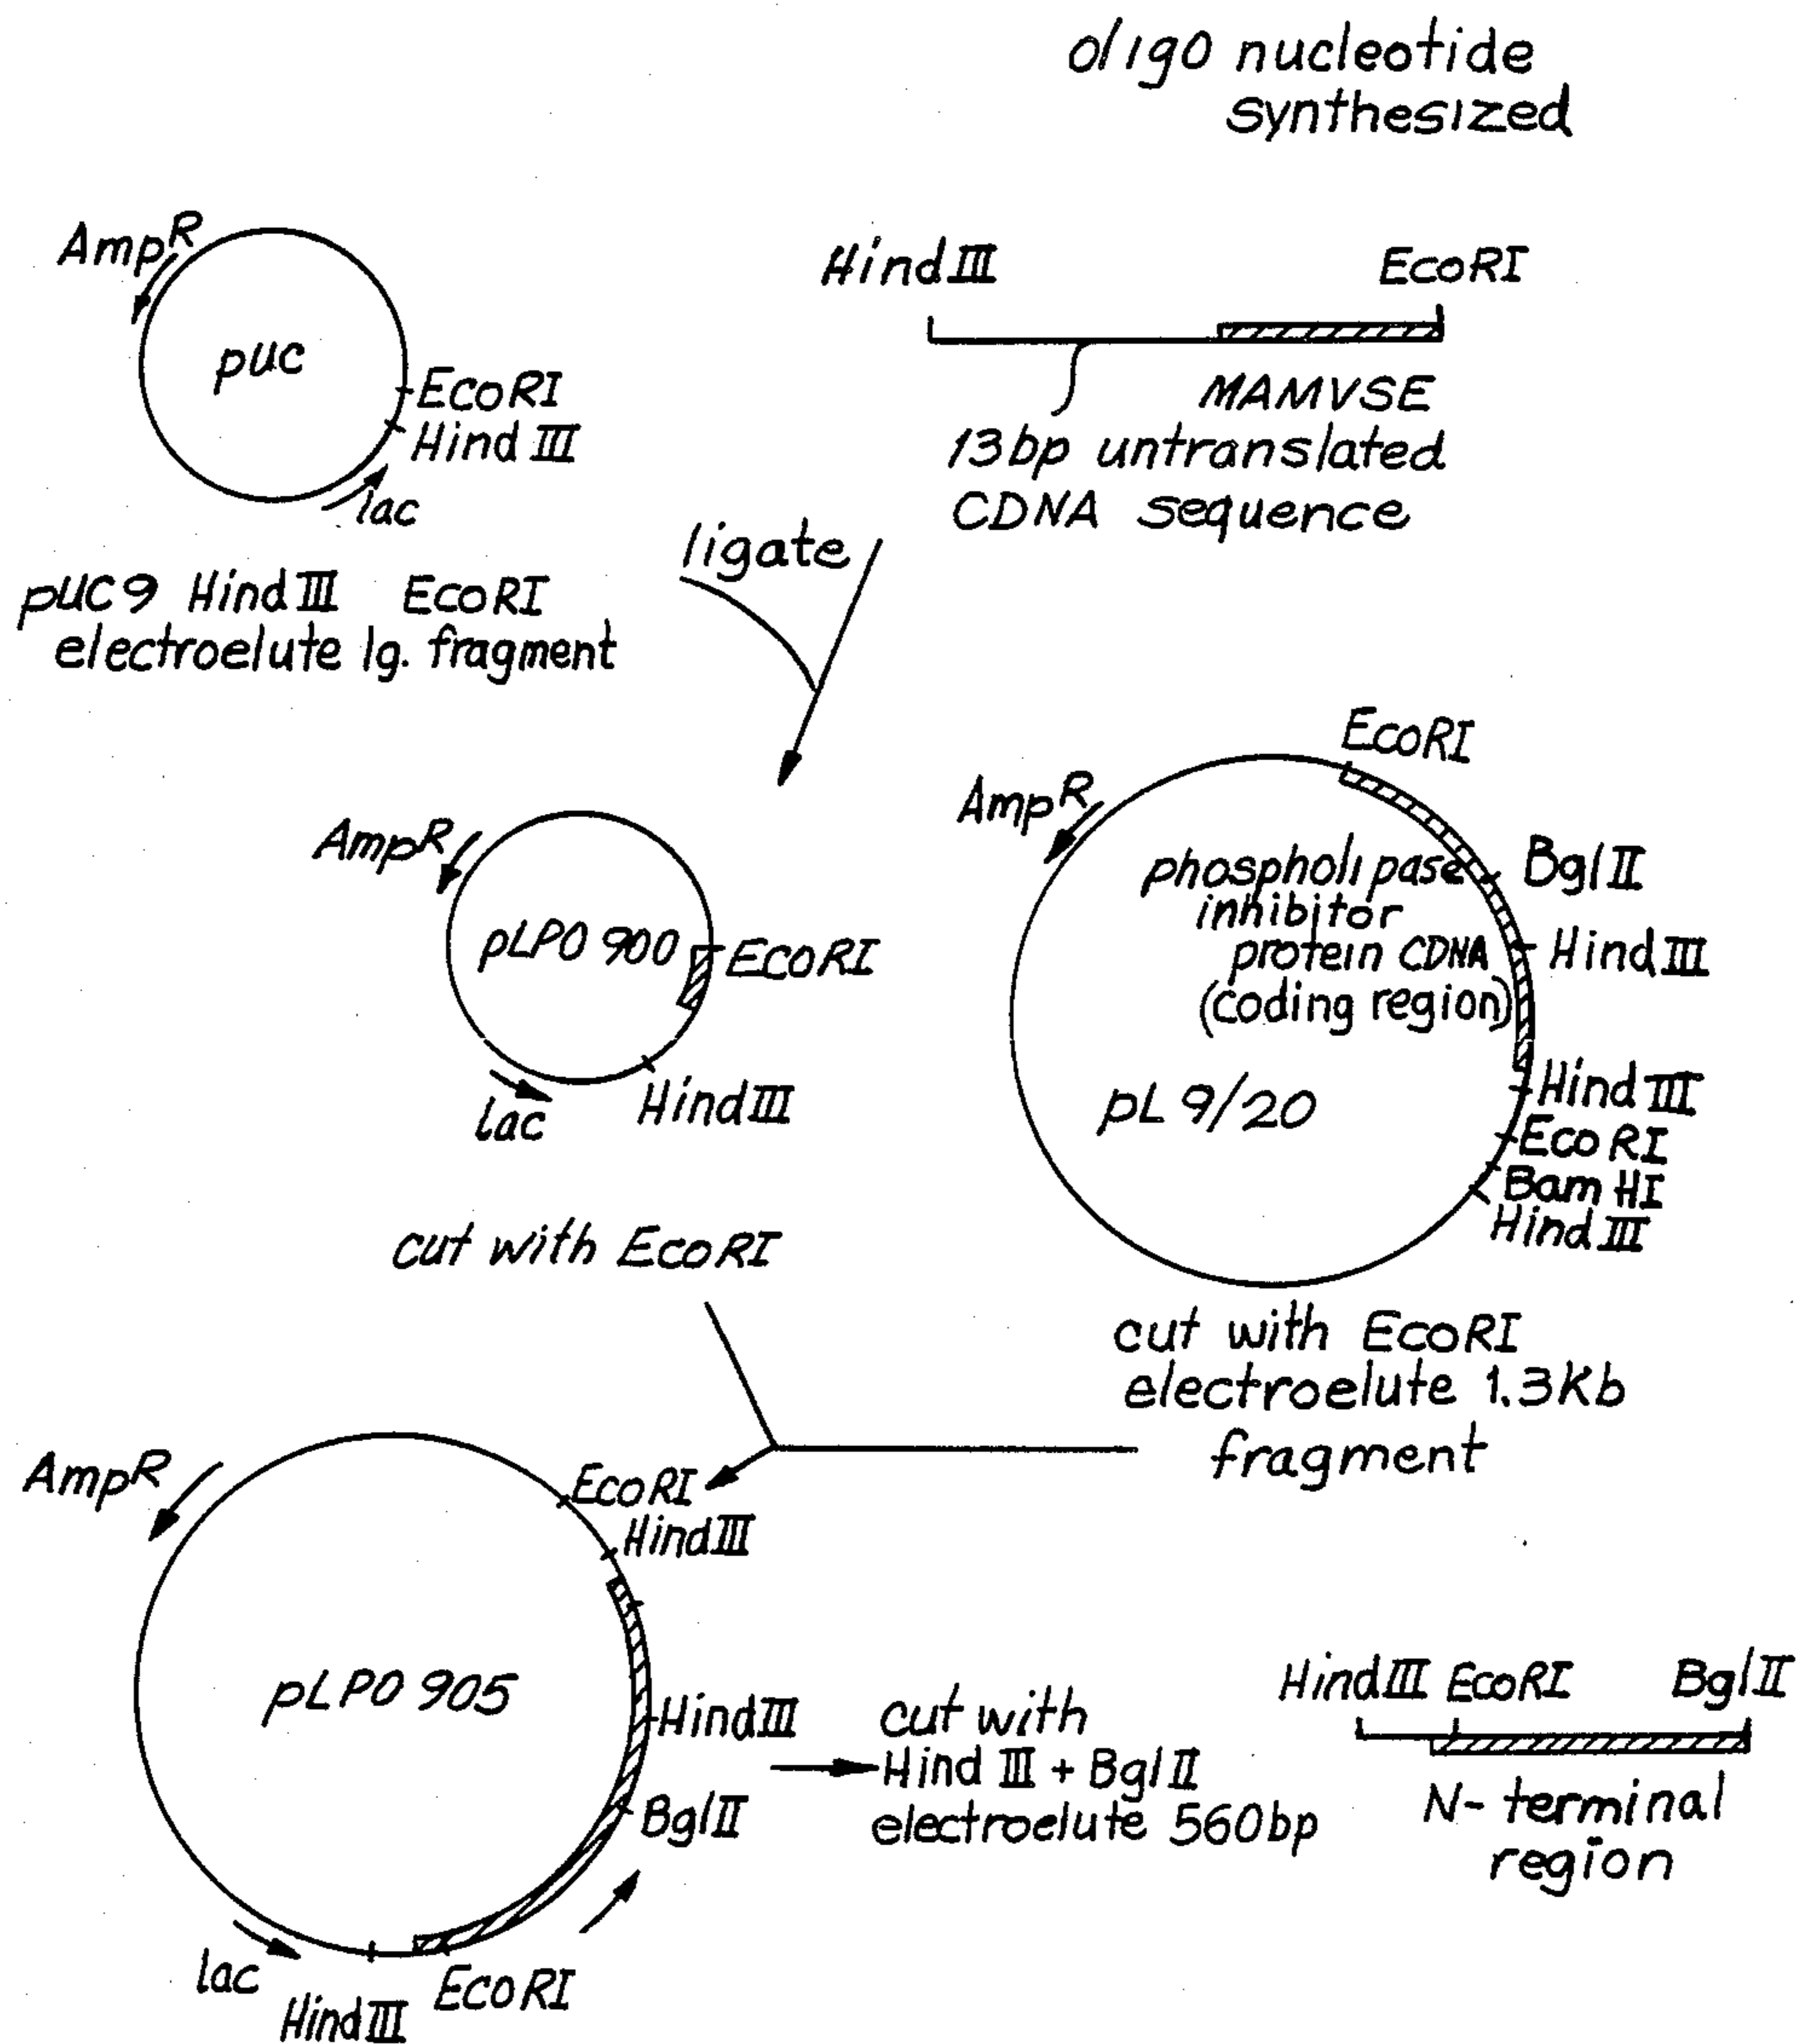 oligo nucleotide
synthesized
AmpR
puc
EcoRI
Hind III
lac
Hind III
EcoRI
MAMVSE
13bp untranslated
CDNA sequence
ligate
pUC9 Hind III EcoRI
electroelute lg. fragment
AmpR
pLPO 900
EcoRI
Hind III
lac
EcoRI
AmpR
phospholipase
inhibitor
protein CDNA
(coding region)
Bgl II
Hind III
pL 9/20
Hind III
EcoRI
Bam HI
Hind III
cut with EcoRI
cut with EcoRI
electroelute 1.3Kb
fragment
AmpR
EcoRI
Hind III
pLPO 905
Hind III
Bgl II
lac
Hind III
EcoRI
cut with
Hind III + Bgl II
electroelute 560bp
Hind III EcoRI Bgl II
N-terminal
region